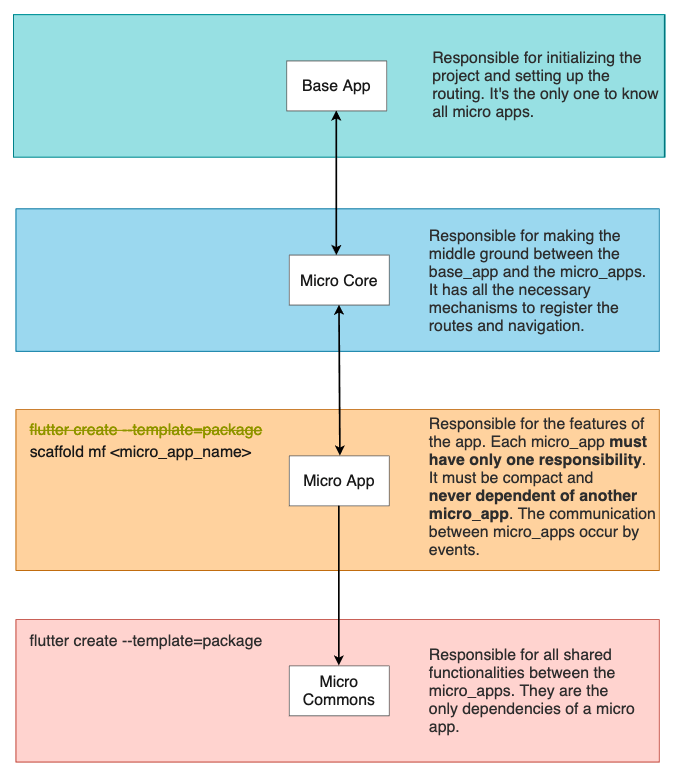 Base App
Responsible for initializing the
project and setting up the
routing. It's the only one to know
all micro apps.
Micro Core
Responsible for making the
middle ground between the
base_app and the micro_apps.
It has all the necessary
mechanisms to register the
routes and navigation.
flutter create --template=package
scaffold mf <micro_app_name>
Micro App
Responsible for the features of
the app. Each micro_app must
have only one responsibility.
It must be compact and
never dependent of another
micro_app. The communication
between micro_apps occur by
events.
flutter create --template=package
Micro
Commons
Responsible for all shared
functionalities between the
micro_apps. They are the
only dependencies of a micro
app.